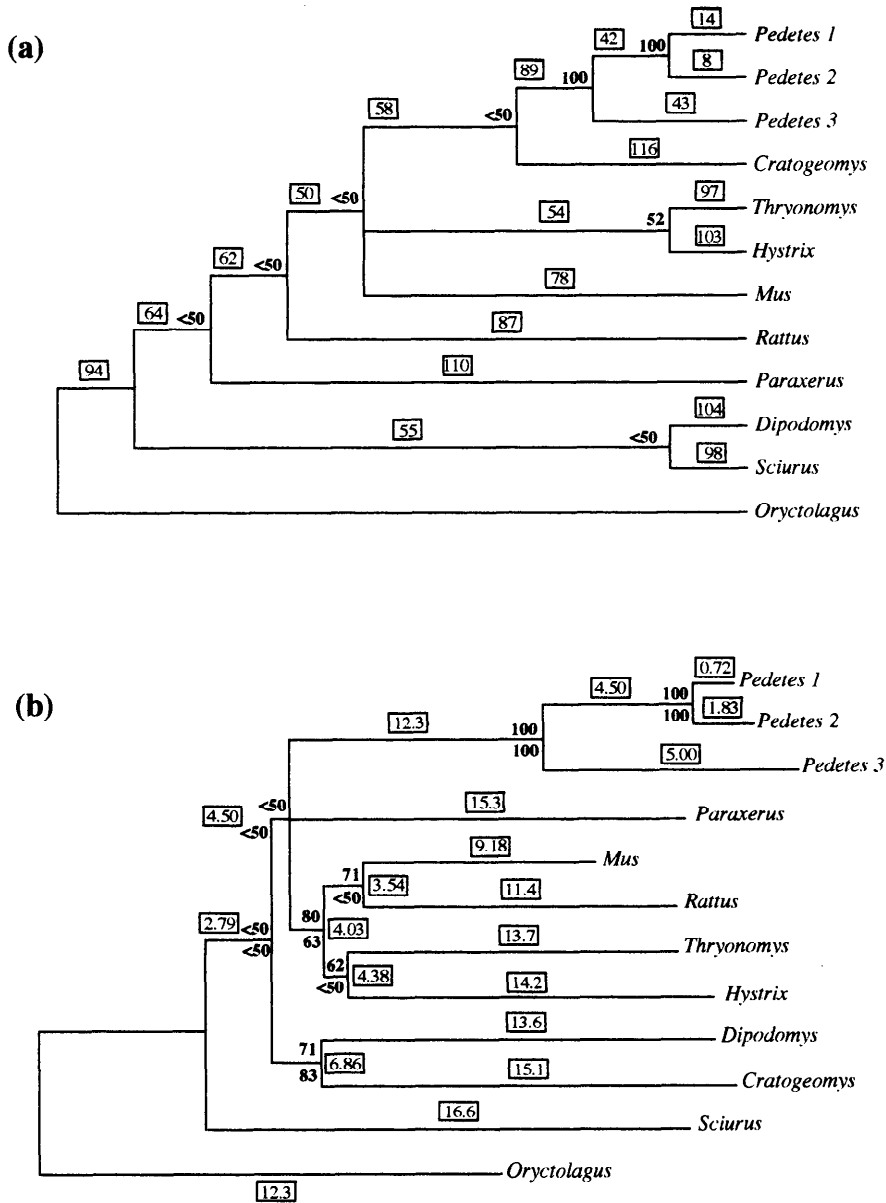 (a)
14
Pedetes 1
42
100
8
Pedetes 2
89
100
43
Pedetes 3
58
<50
116
Cratogeomys
50
<50
97
Thryonomys
54
52
103
Hystrix
62
<50
78
Mus
64
<50
87
Rattus
94
110
Paraxerus
104
Dipodomys
55
<50
98
Sciurus
Oryctolagus
(b)
0.72
Pedetes 1
4.50
100
100
1.83
Pedetes 2
12.3
100
100
5.00
Pedetes 3
<50
15.3
Paraxerus
4.50
<50
9.18
Mus
71
3.54
<50
11.4
Rattus
2.79
<50
<50
80
63
4.03
13.7
Thryonomys
62
4.38
<50
14.2
Hystrix
13.6
Dipodomys
71
6.86
83
15.1
Cratogeomys
16.6
Sciurus
Oryctolagus
12.3